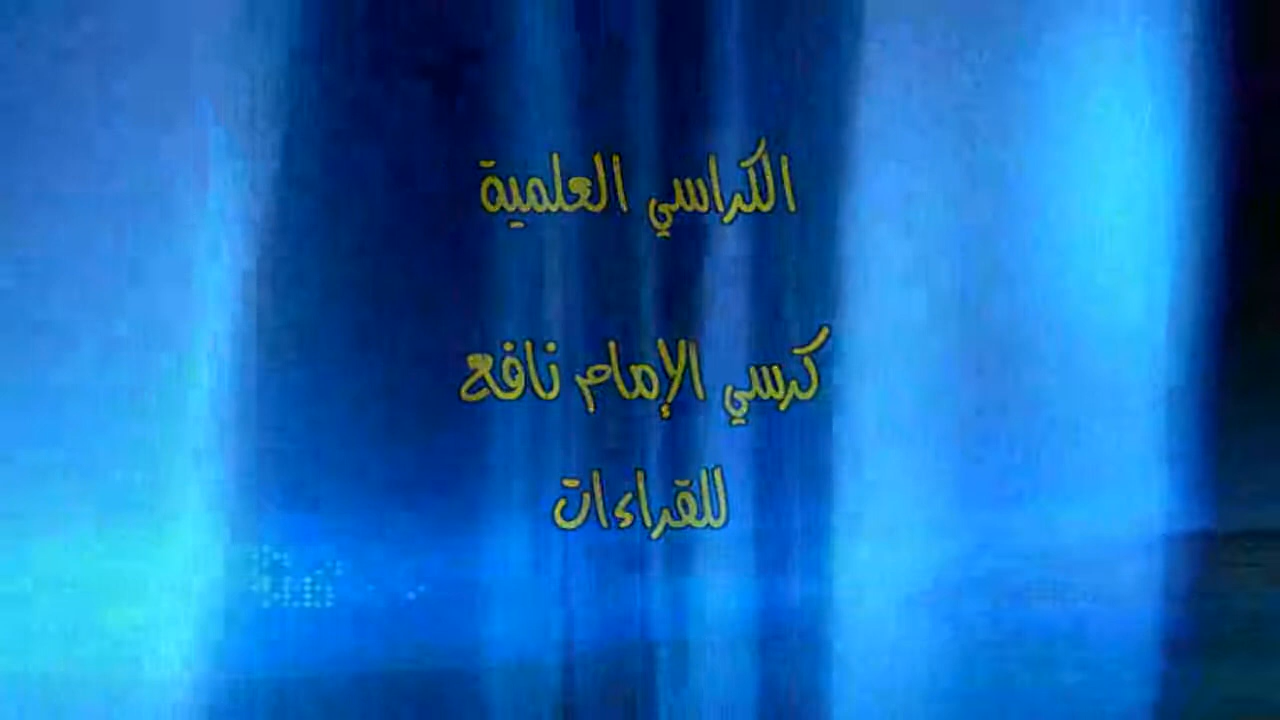 الكراسي العلمية
كرسي الإمام نافع
للقراءات